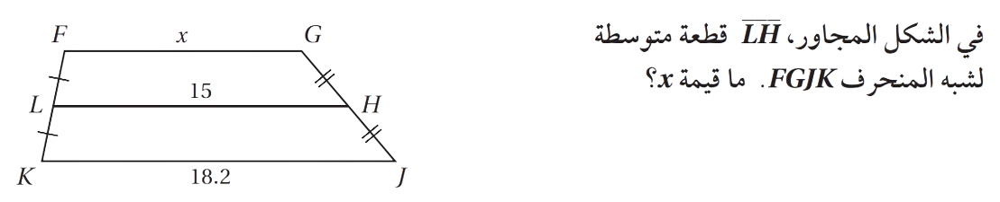 في الشكل المجاور، LH قطعة متوسطة
لشبه المنحرف FGJK. ما قيمة x؟
F x G
L 15 H
K 18.2 J